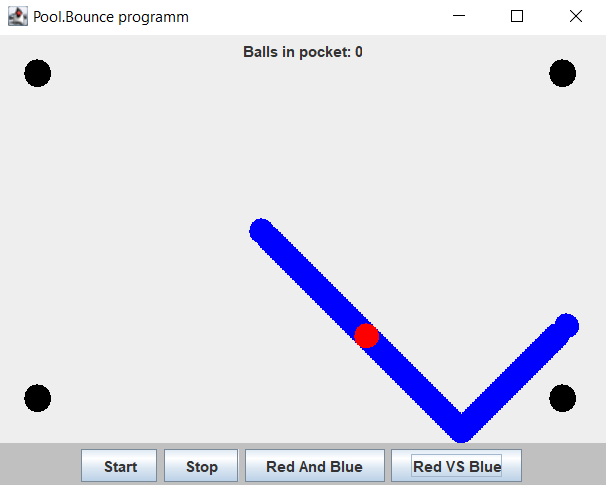 Pool.Bounce programm
Balls in pocket: 0
Start Stop Red And Blue Red VS Blue